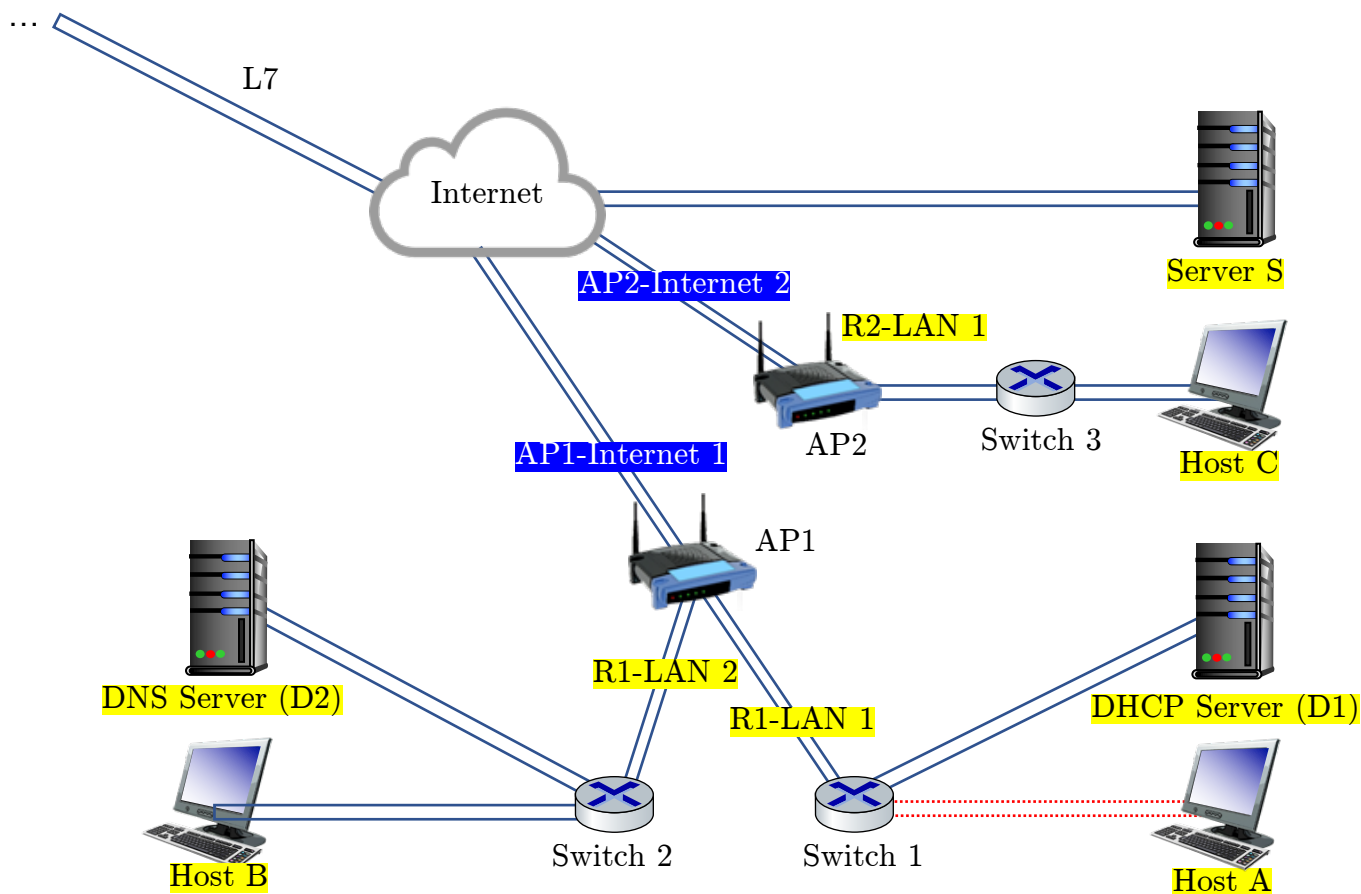 ...
L7
Internet
Server S
AP2-Internet 2
R2-LAN 1
AP2
Switch 3
Host C
AP1-Internet 1
AP1
R1-LAN 2
DNS Server (D2)
R1-LAN 1
DHCP Server (D1)
Switch 2
Switch 1
Host B
Host A